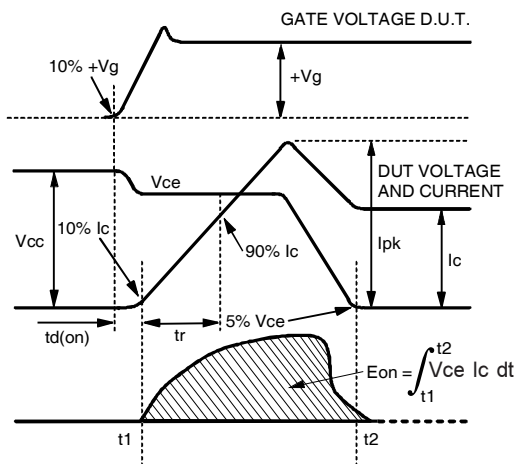 GATE VOLTAGE D.U.T.
10% +Vg
+Vg
Vce
DUT VOLTAGE
AND CURRENT
10% Ic
Vcc
90% Ic
Ipk
Ic
td(on)
tr
5% Vce
Eon = ∫ Vce Ic dt
t2
t1
t1
t2